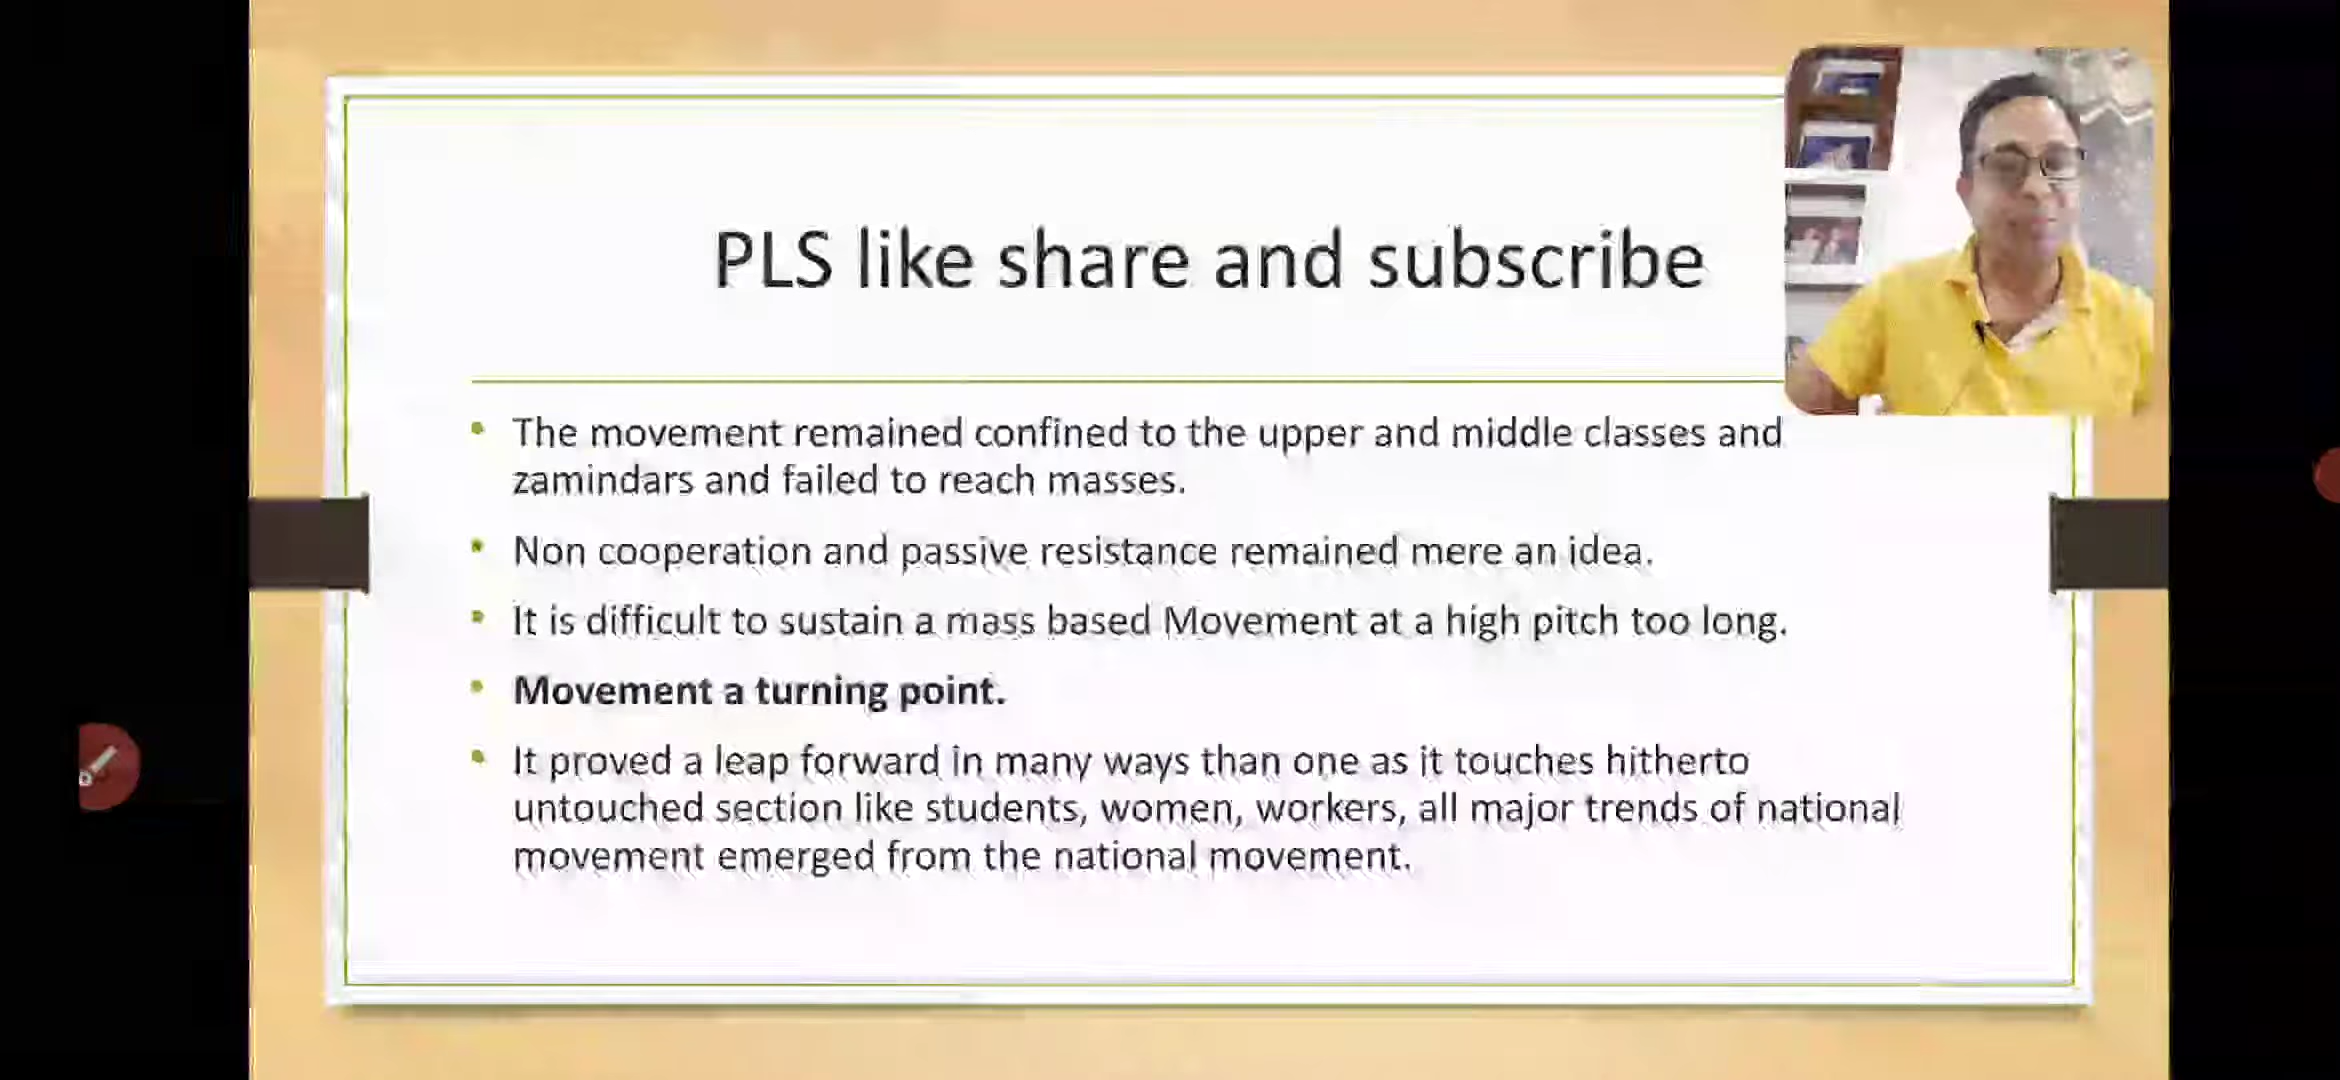 PLS like share and subscribe
• The movement remained confined to the upper and middle classes and
zamindars and failed to reach masses.
• Non cooperation and passive resistance remained mere an idea.
• It is difficult to sustain a mass based Movement at a high pitch too long.
• Movement a turning point.
• It proved a leap forward in many ways than one as it touches hitherto
untouched section like students, women, workers, all major trends of national
movement emerged from the national movement.